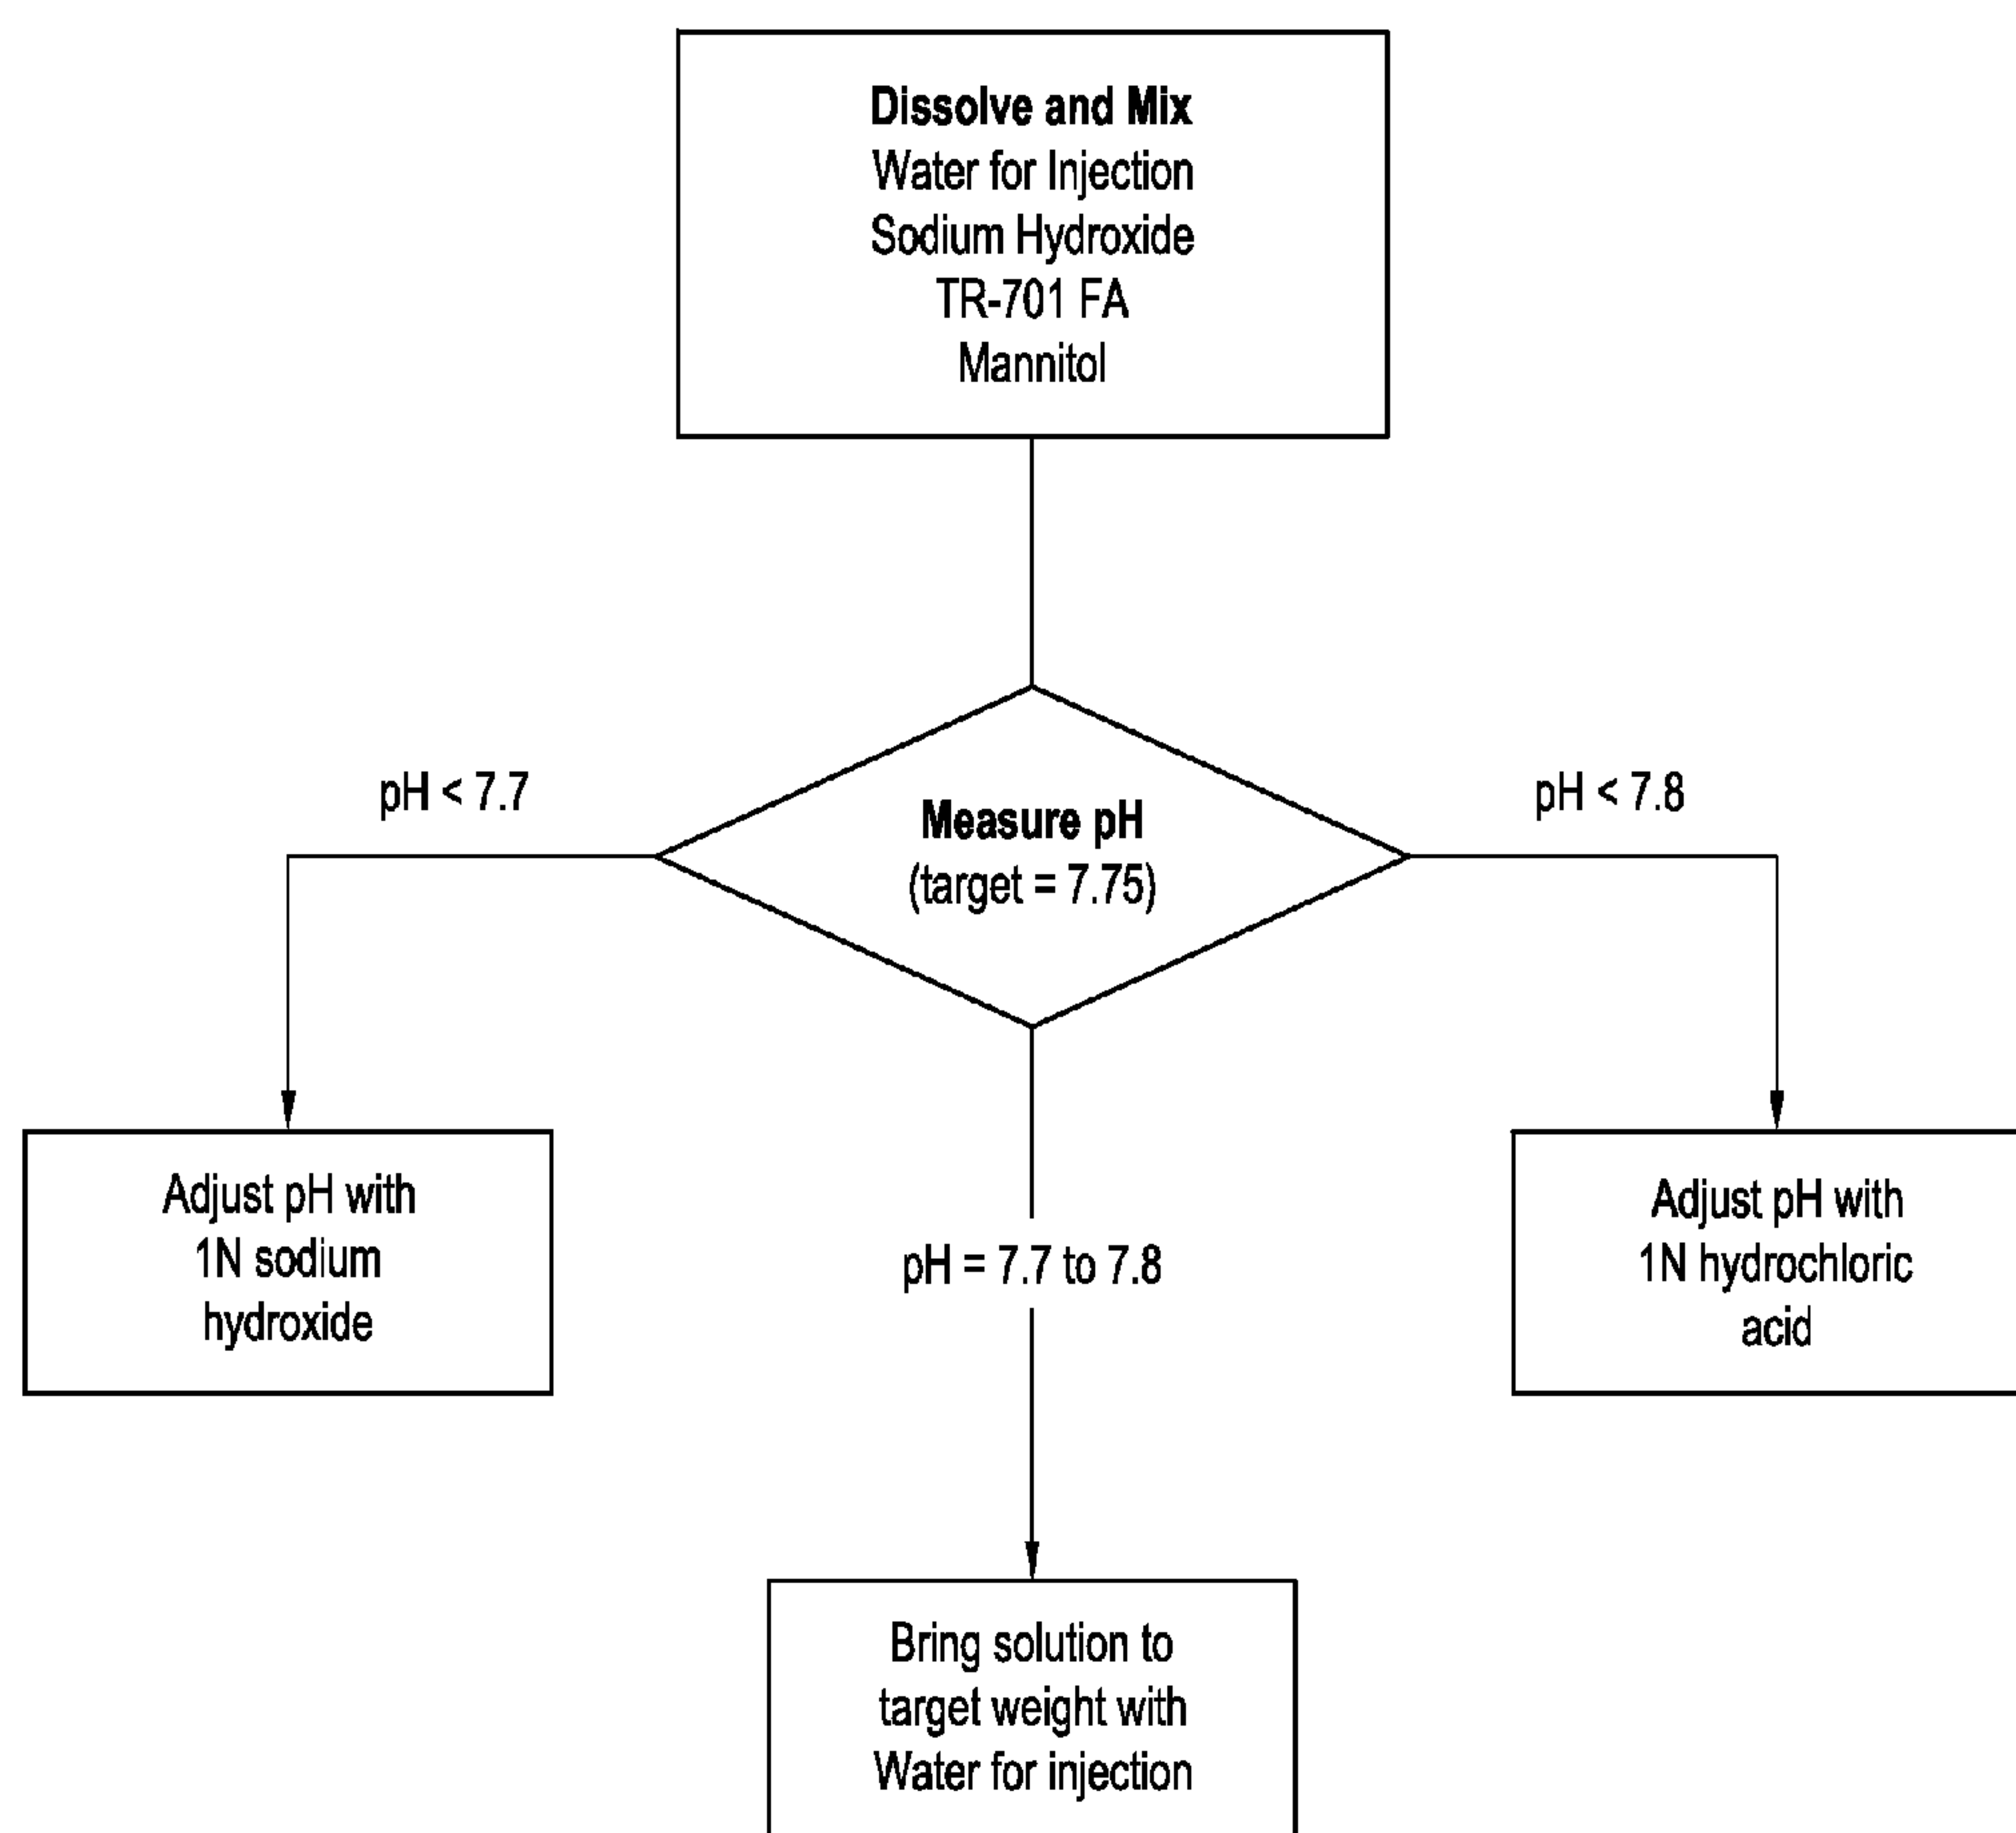 Dissolve and Mix
Water for Injection
Sodium Hydroxide
TR-701 FA
Mannitol
pH < 7.7
Measure pH
(target = 7.75)
pH < 7.8
Adjust pH with
1N sodium
hydroxide
pH = 7.7 to 7.8
Adjust pH with
1N hydrochloric
acid
Bring solution to
target weight with
Water for injection